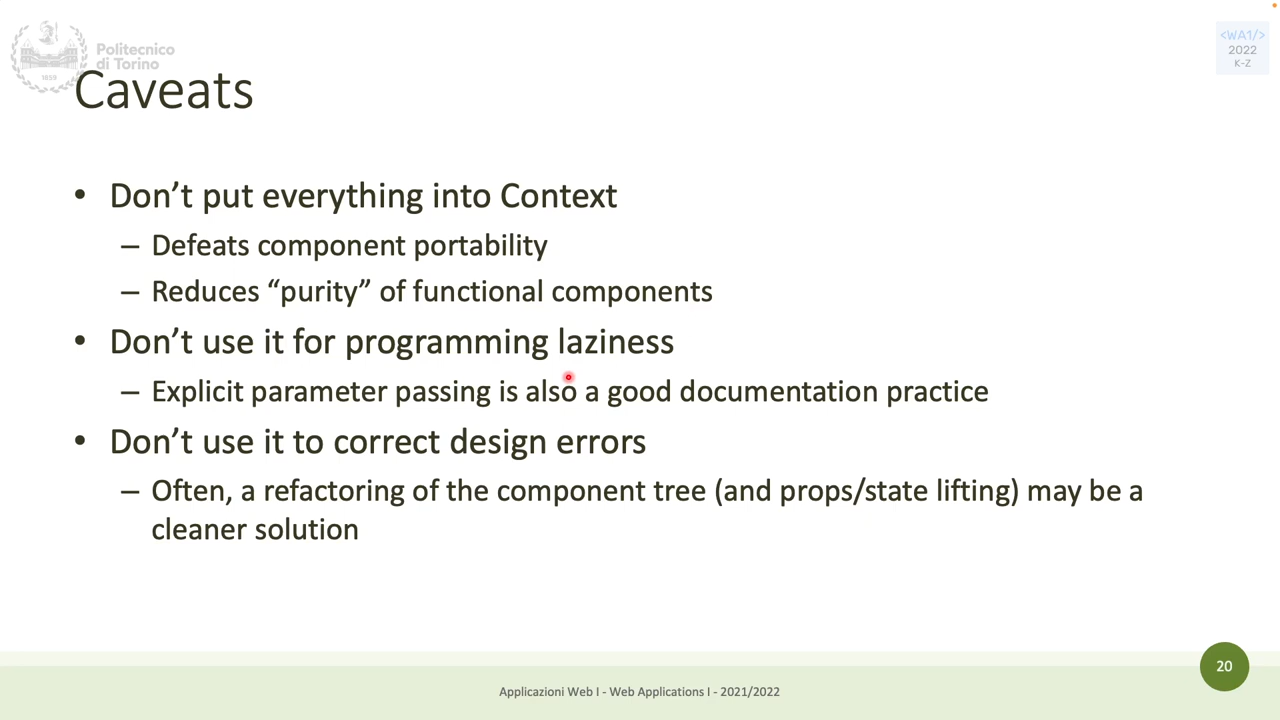 Politecnico
di Torino
1859
<WA1/>
2022
K-Z
Caveats
• Don’t put everything into Context
– Defeats component portability
– Reduces “purity” of functional components
• Don’t use it for programming laziness
– Explicit parameter passing is also a good documentation practice
• Don’t use it to correct design errors
– Often, a refactoring of the component tree (and props/state lifting) may be a
cleaner solution
20
Applicazioni Web I - Web Applications I - 2021/2022